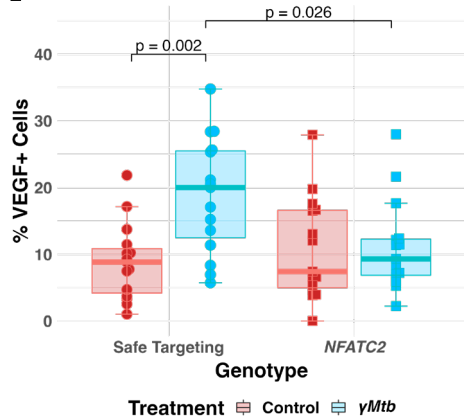 p = 0.026
p = 0.002
% VEGF+ Cells
40
30
20
10
0
Safe Targeting NFATC2
Genotype
Treatment Control γMtb